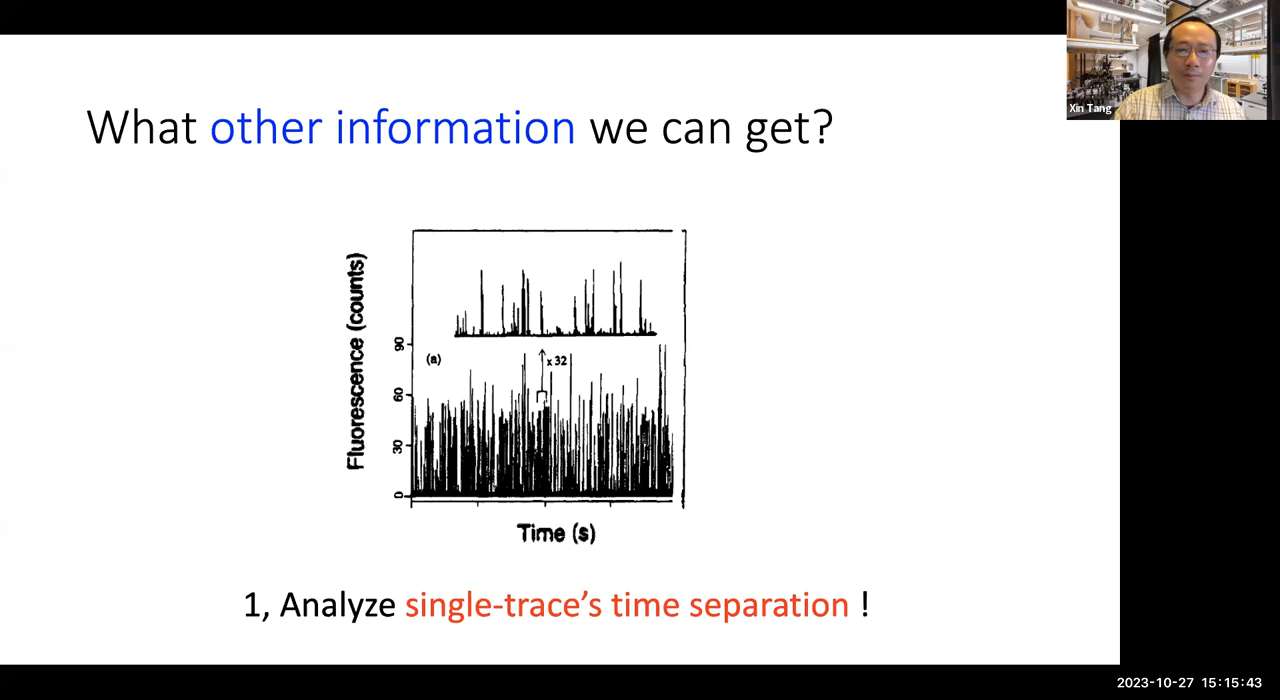 Xin Tang
What other information we can get?
Fluorescence (counts)
90
60
30
0
(a)
x 32
Time (s)
1, Analyze single-trace's time separation !
2023-10-27 15:15:43